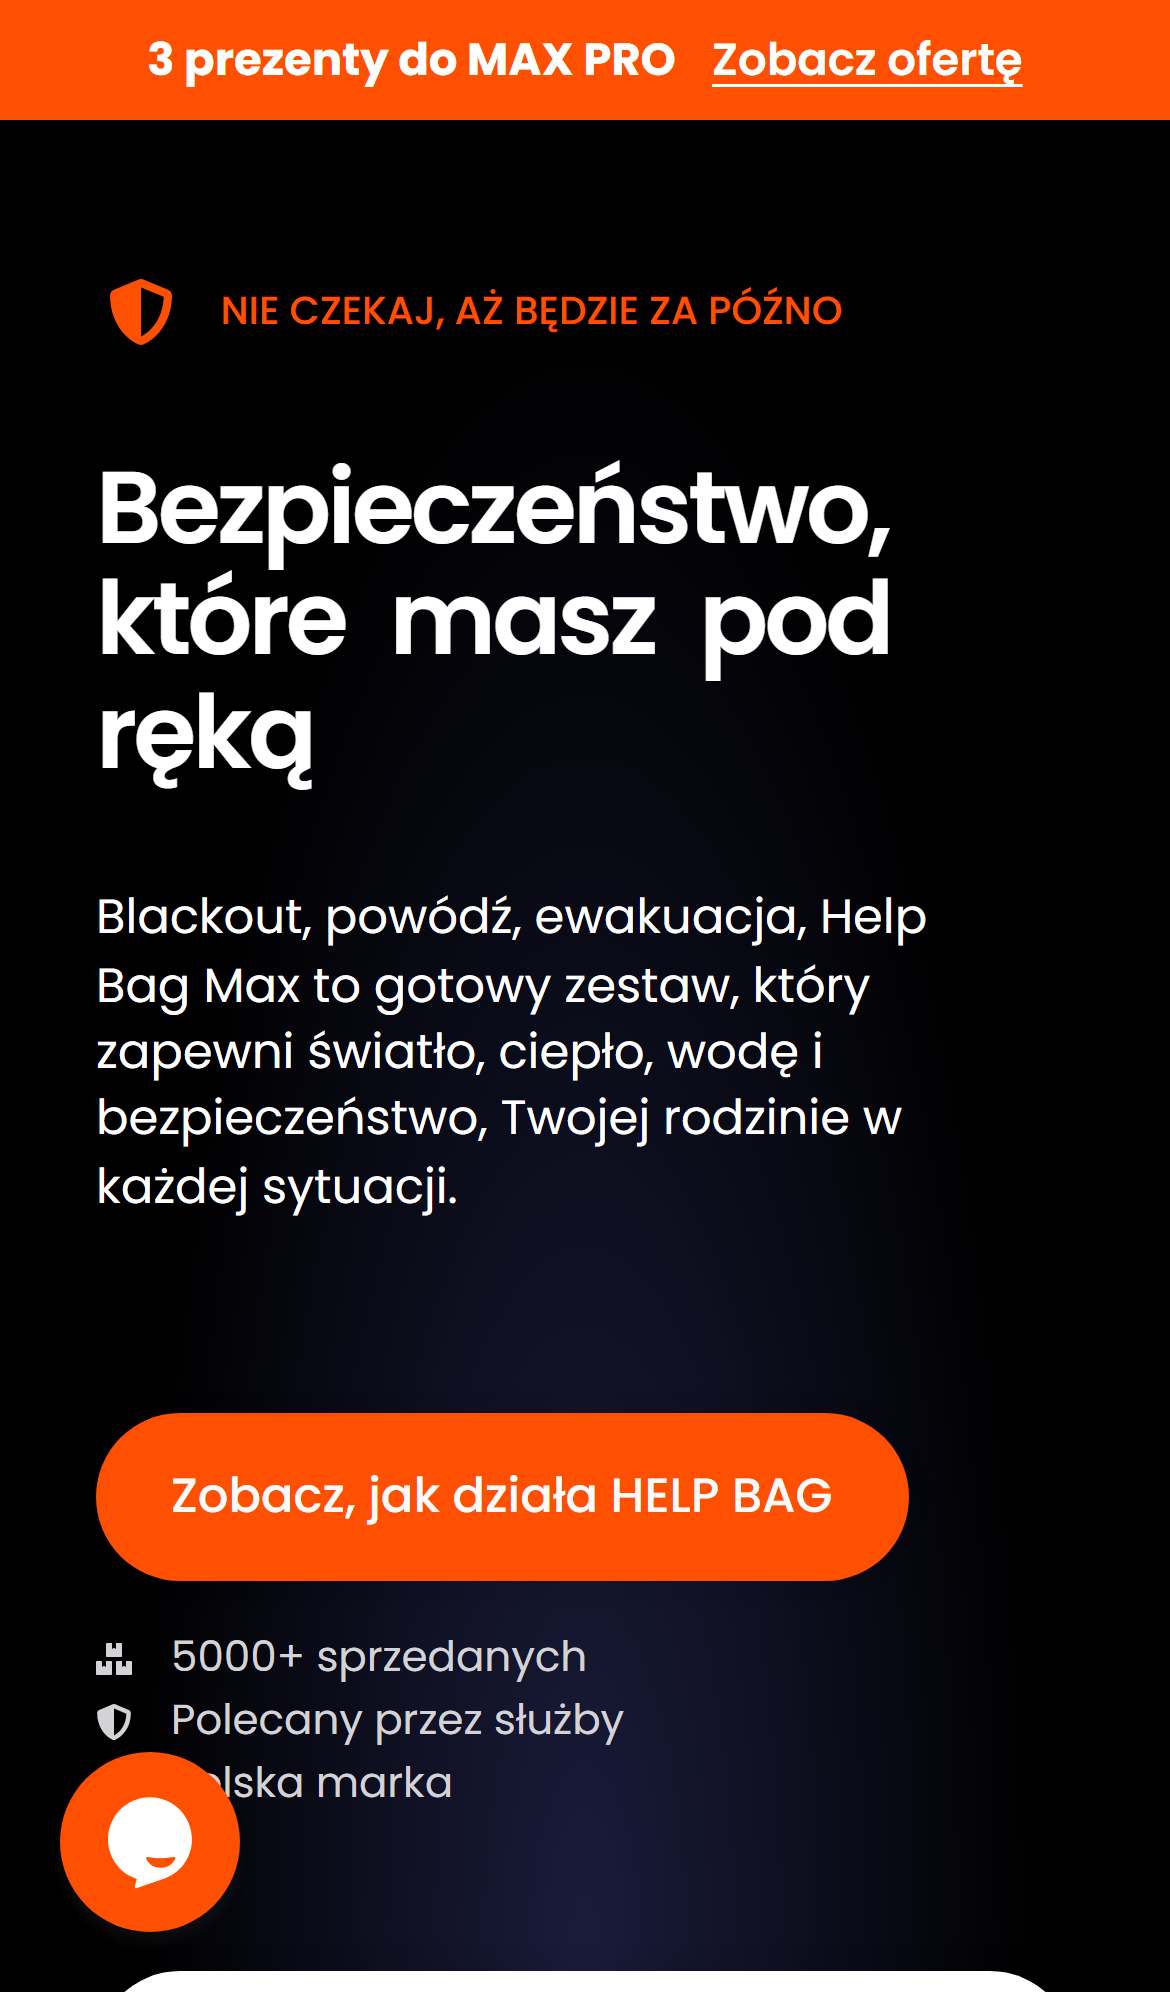 3 prezenty do MAX PRO Zobacz ofertę
NIE CZEKAJ, AŻ BĘDZIE ZA PÓŹNO
Bezpieczeństwo,
które masz pod
ręką
Blackout, powódź, ewakuacja, Help
Bag Max to gotowy zestaw, który
zapewni światło, ciepło, wodę i
bezpieczeństwo, Twojej rodzinie w
każdej sytuacji.
Zobacz, jak działa HELP BAG
5000+ sprzedanych
Polecany przez służby
marka